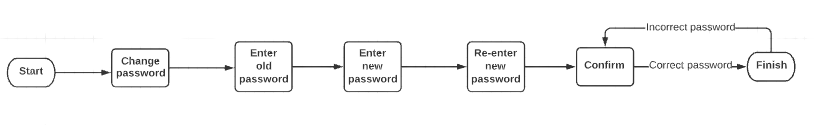 Start
Change
password
Enter
old
password
Enter
new
password
Re-enter
new
password
Confirm
Incorrect password
Correct password
Finish